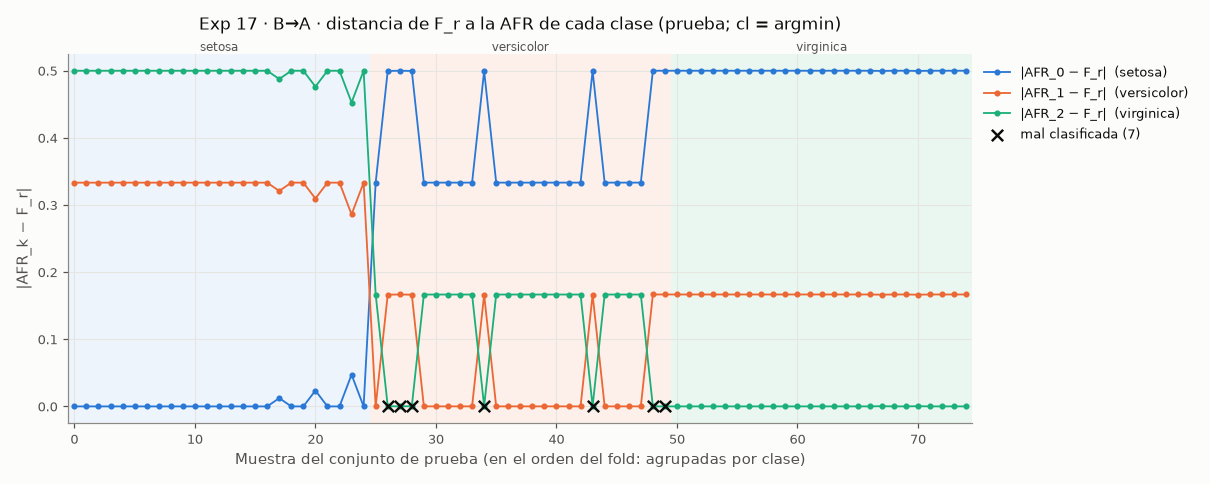 Exp 17 · B→A · distancia de F_r a la AFR de cada clase (prueba; cl = argmin)
setosa versicolor virginica
0.5
0.4
0.3
0.2
0.1
0.0
|AFR_k − F_r|
0 10 20 30 40 50 60 70
Muestra del conjunto de prueba (en el orden del fold: agrupadas por clase)
|AFR_0 − F_r| (setosa)
|AFR_1 − F_r| (versicolor)
|AFR_2 − F_r| (virginica)
mal clasificada (7)